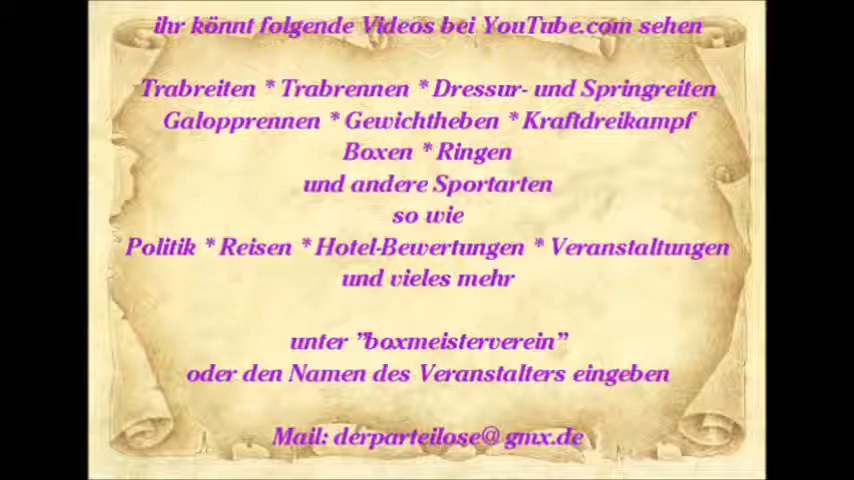 ihr könnt folgende Videos bei YouTube.com sehen
Trabreiten * Trabrennen * Dressur- und Springreiten
Galopprennen * Gewichtheben * Kraftdreikampf
Boxen * Ringen
und andere Sportarten
so wie
Politik * Reisen * Hotel-Bewertungen * Veranstaltungen
und vieles mehr
unter "boxmeisterverein"
oder den Namen des Veranstalters eingeben
Mail: derparteilose@gmx.de